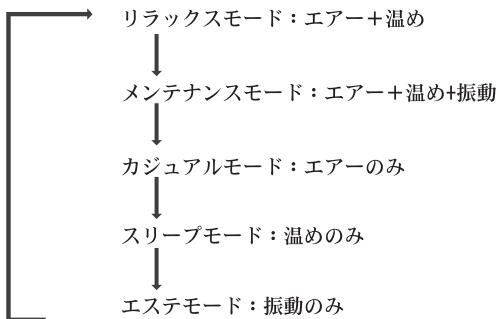 リラックスモード：エアー＋温め
メンテナンスモード：エアー＋温め+振動
カジュアルモード：エアーのみ
スリープモード：温めのみ
エステモード：振動のみ